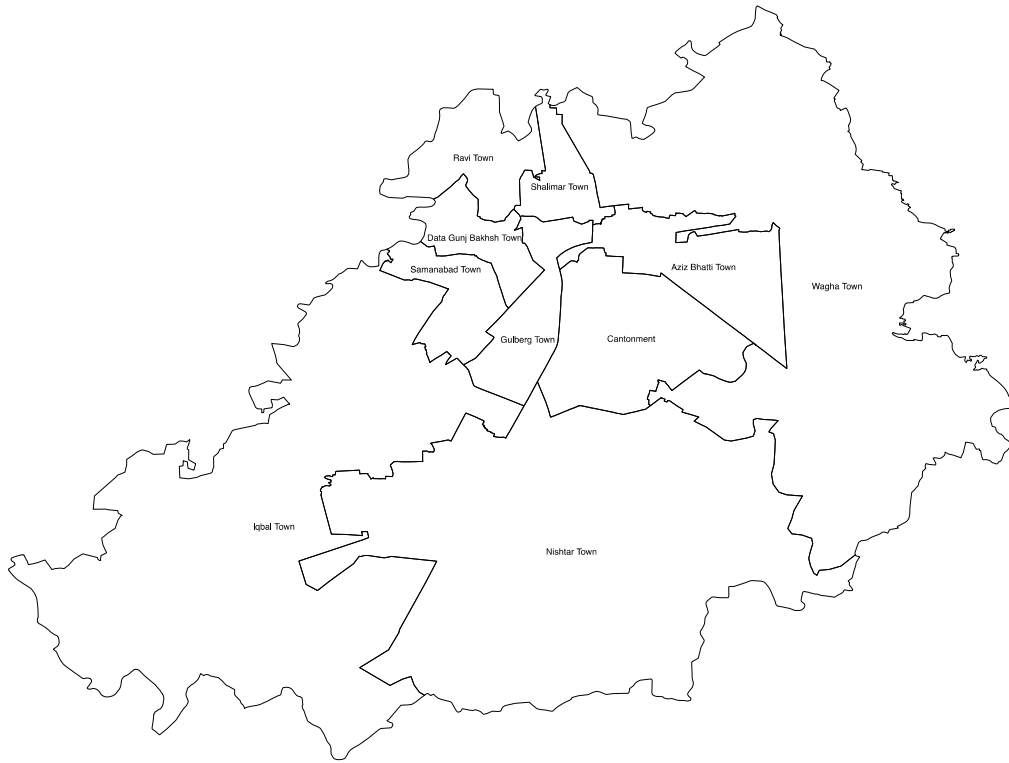 Ravi Town
Shalimar Town
Data Gunj Bakhsh Town
Samanabad Town
Aziz Bhatti Town
Wagha Town
Gulberg Town
Cantonment
Iqbal Town
Nishtar Town